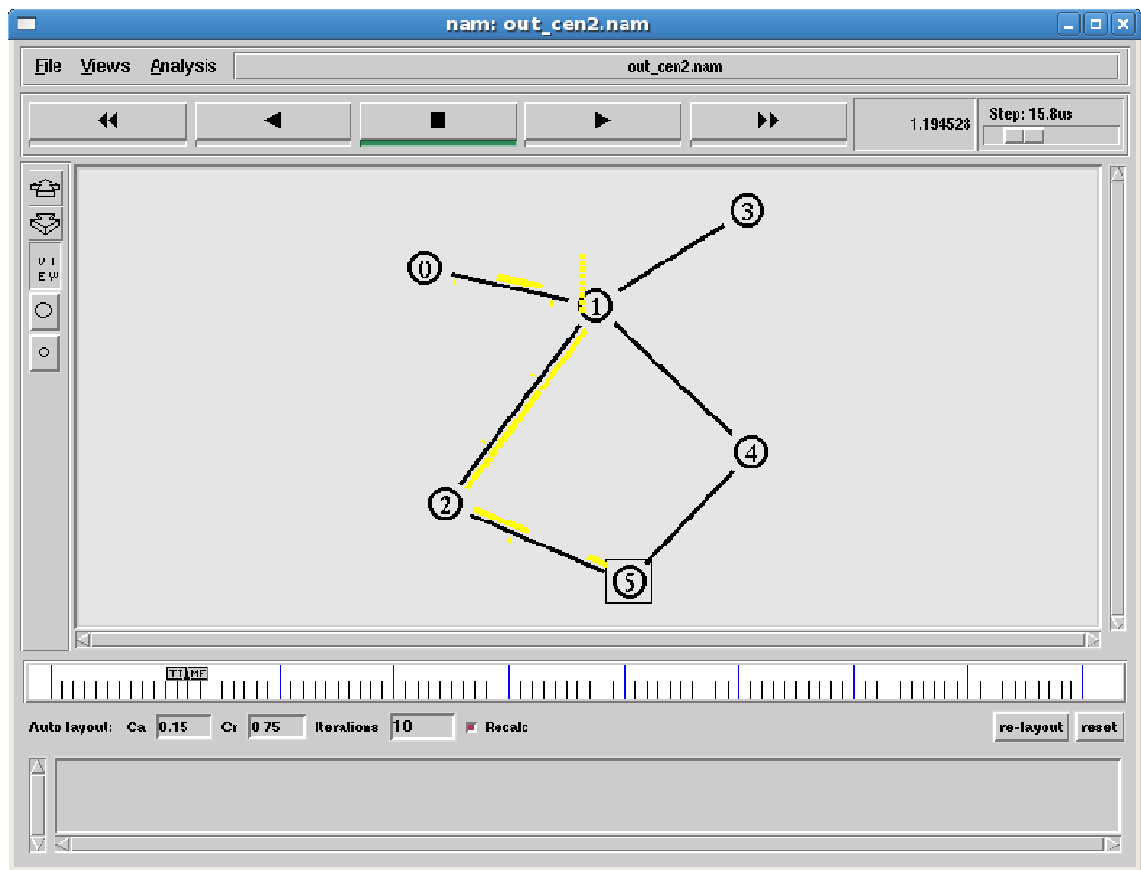 nam: out_cen2.nam
File Views Analysis out_cen2.nam
1.194528 Step: 15.8us
V I
E W
3
0
1
4
2
5
Auto layout: Ca 0.15 Cr 0.75 Iterations 10 Recalc re-layout reset